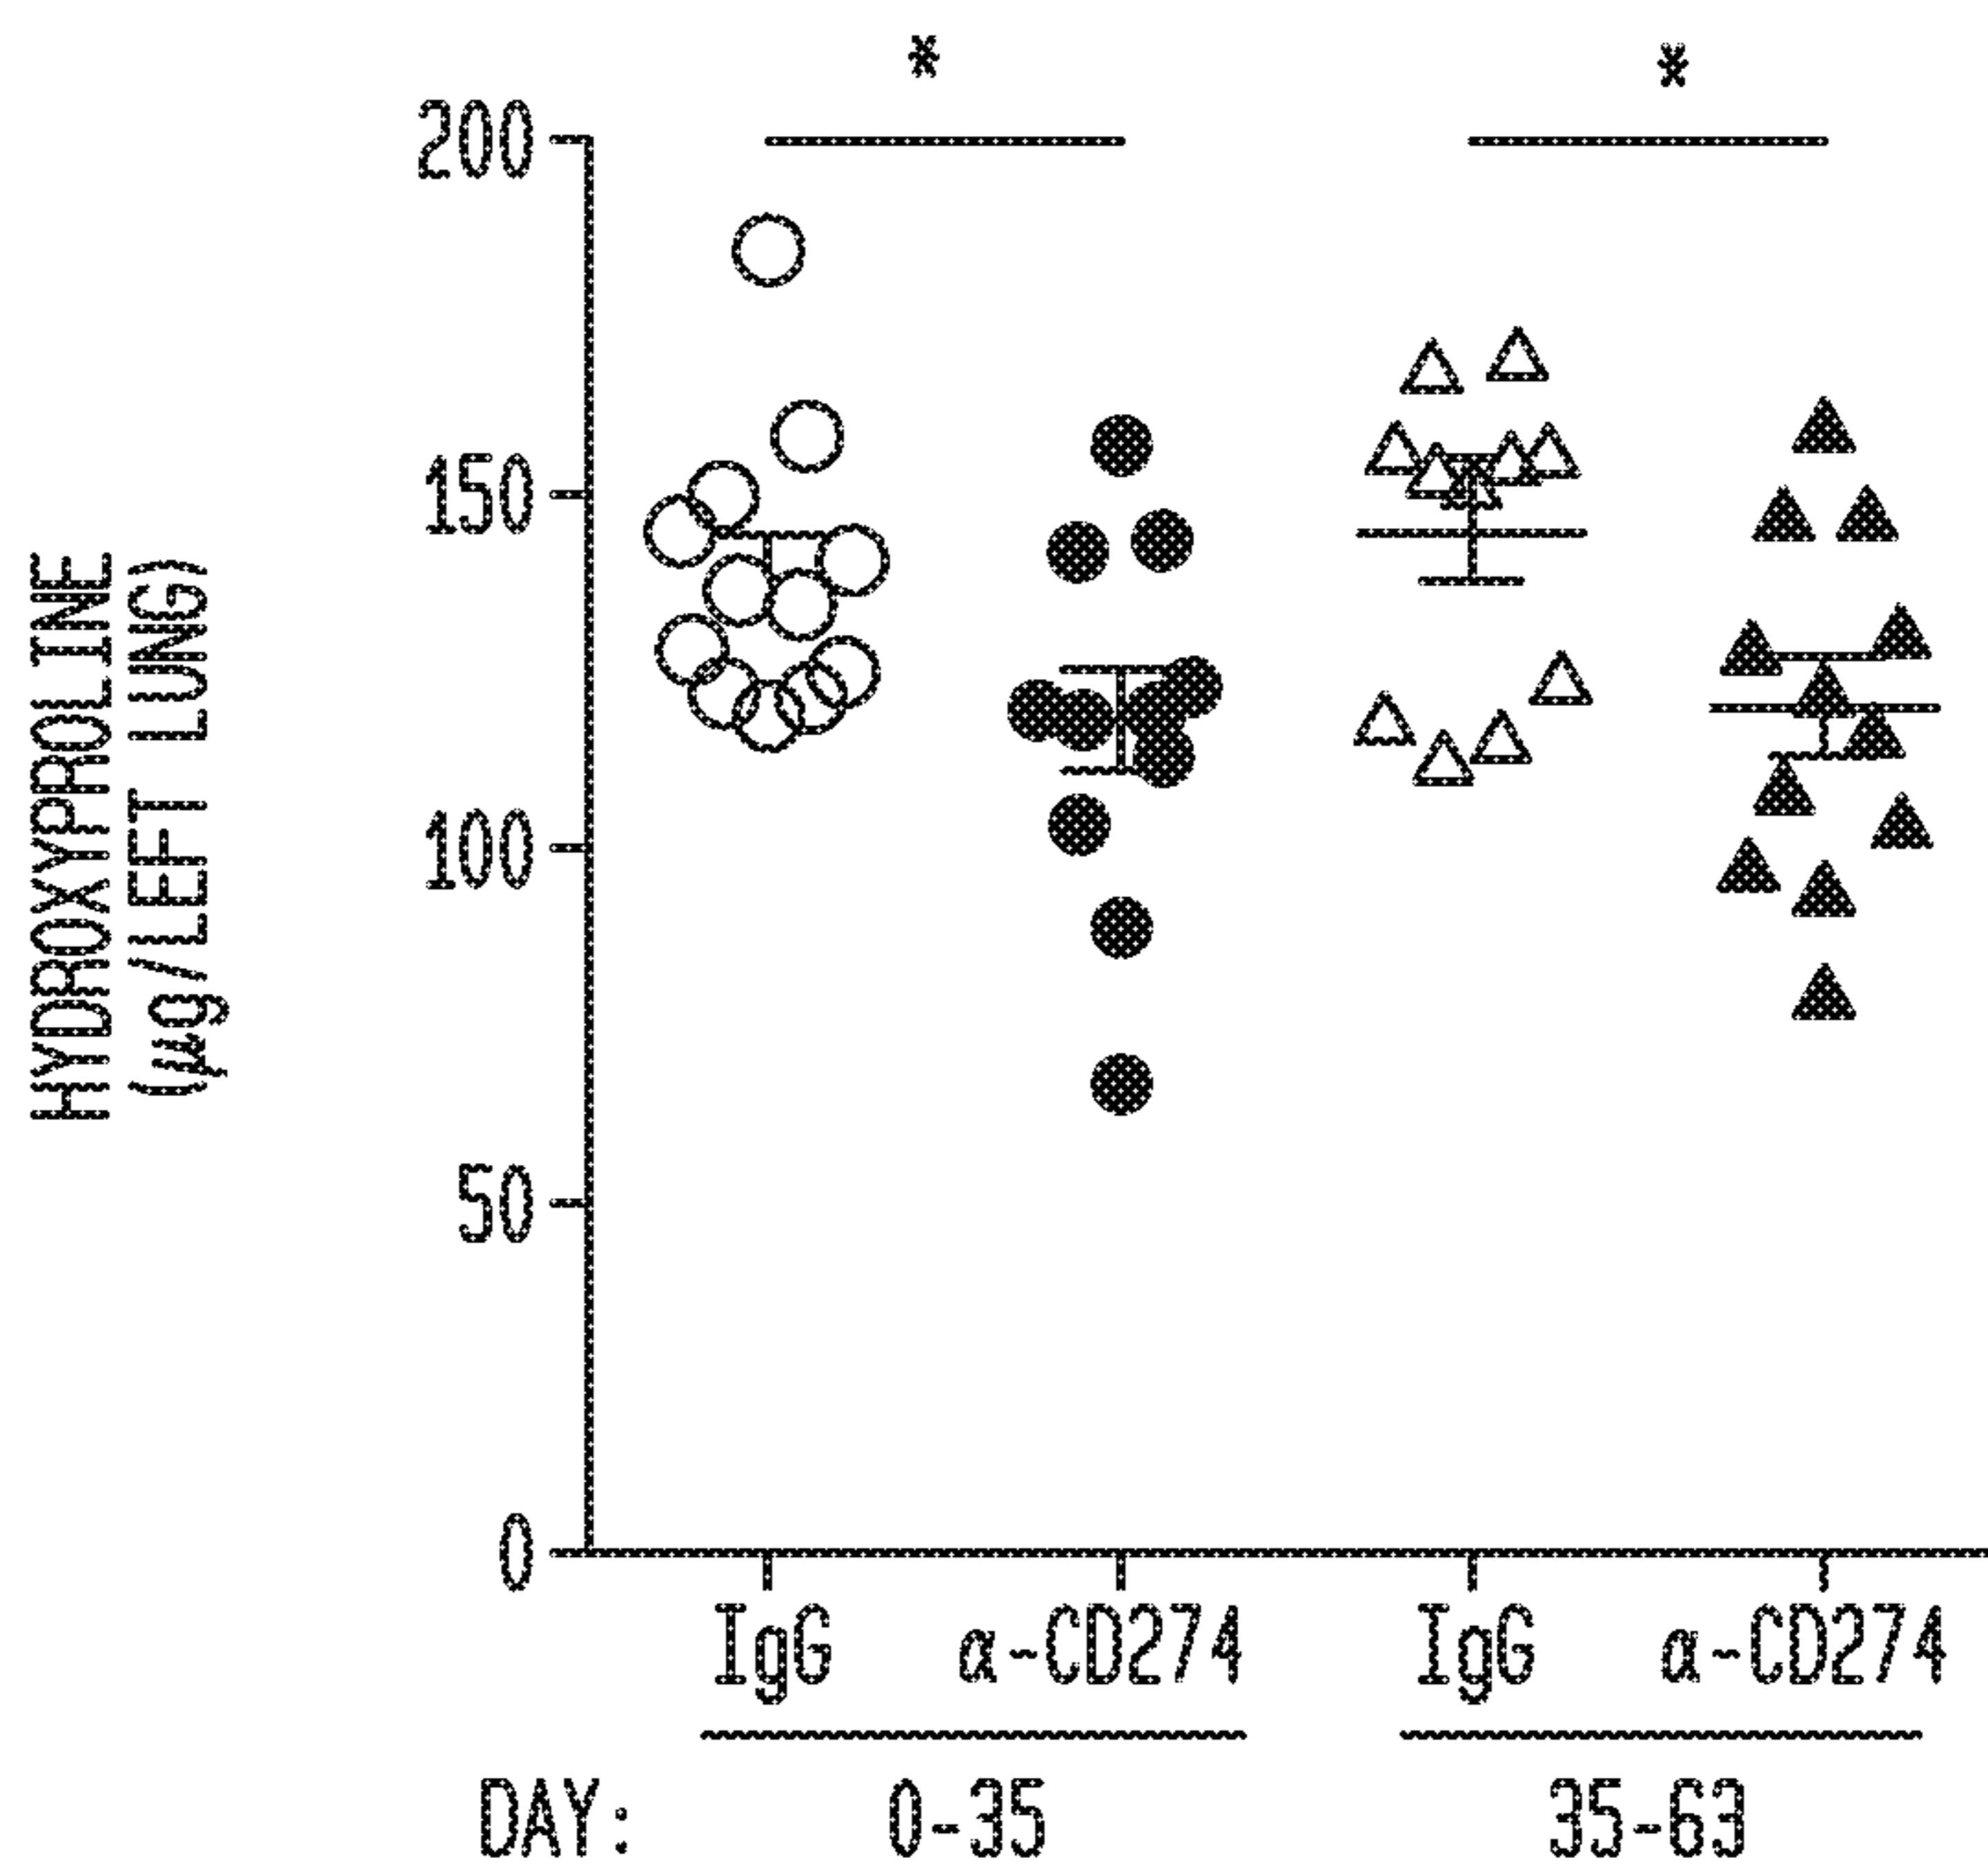 * *
HYDROXYPROLINE
(μg/LEFT LUNG)
200
150
100
50
0
IgG α-CD274 IgG α-CD274
DAY: 0-35 35-63